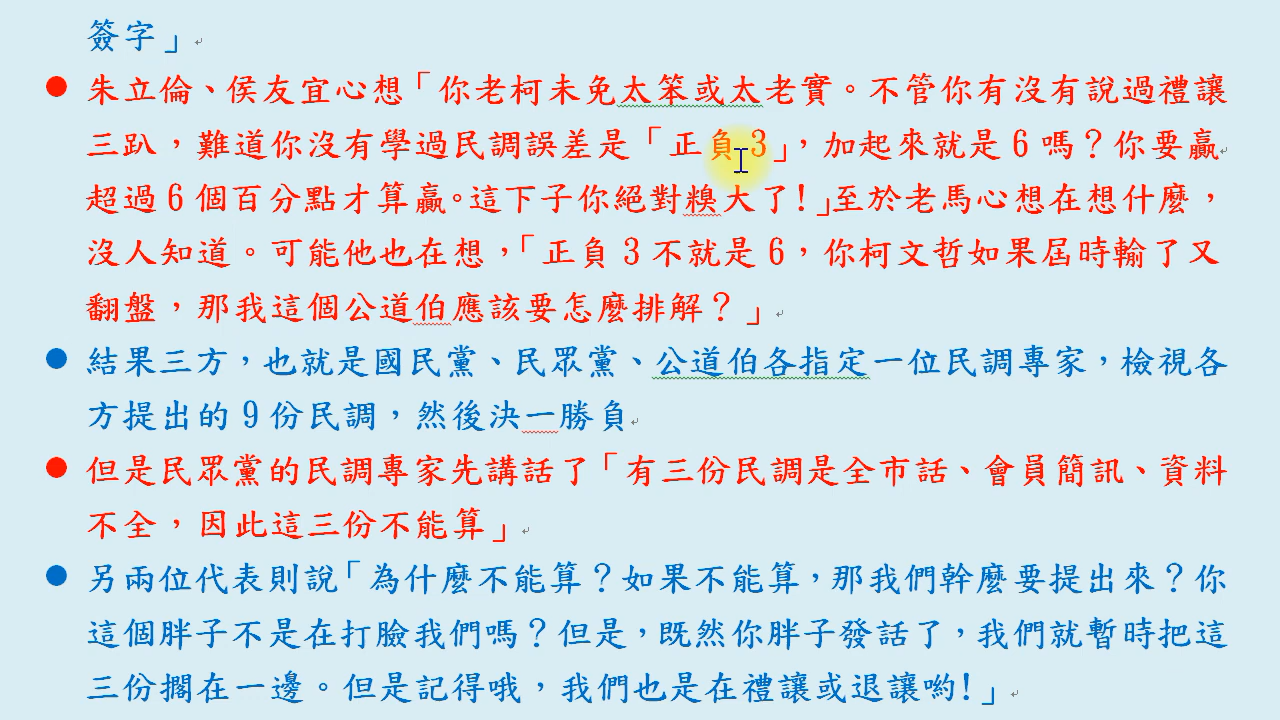 簽字」
朱立倫、侯友宜心想「你老柯未免太笨或太老實。不管你有沒有說過禮讓
三趴，難道你沒有學過民調誤差是「正負3」，加起來就是6嗎？你要贏
超過6個百分點才算贏。這下子你絕對糗大了!」至於老馬心想在想什麼，
沒人知道。可能他也在想，「正負3不就是6，你柯文哲如果屆時輸了又
翻盤，那我這個公道伯應該要怎麼排解？」
結果三方，也就是國民黨、民眾黨、公道伯各指定一位民調專家，檢視各
方提出的9份民調，然後決一勝負
但是民眾黨的民調專家先講話了「有三份民調是全市話、會員簡訊、資料
不全，因此這三份不能算」
另兩位代表則說「為什麼不能算？如果不能算，那我們幹麼要提出來？你
這個胖子不是在打臉我們嗎？但是，既然你胖子發話了，我們就暫時把這
三份擱在一邊。但是記得哦，我們也是在禮讓或退讓喲!」